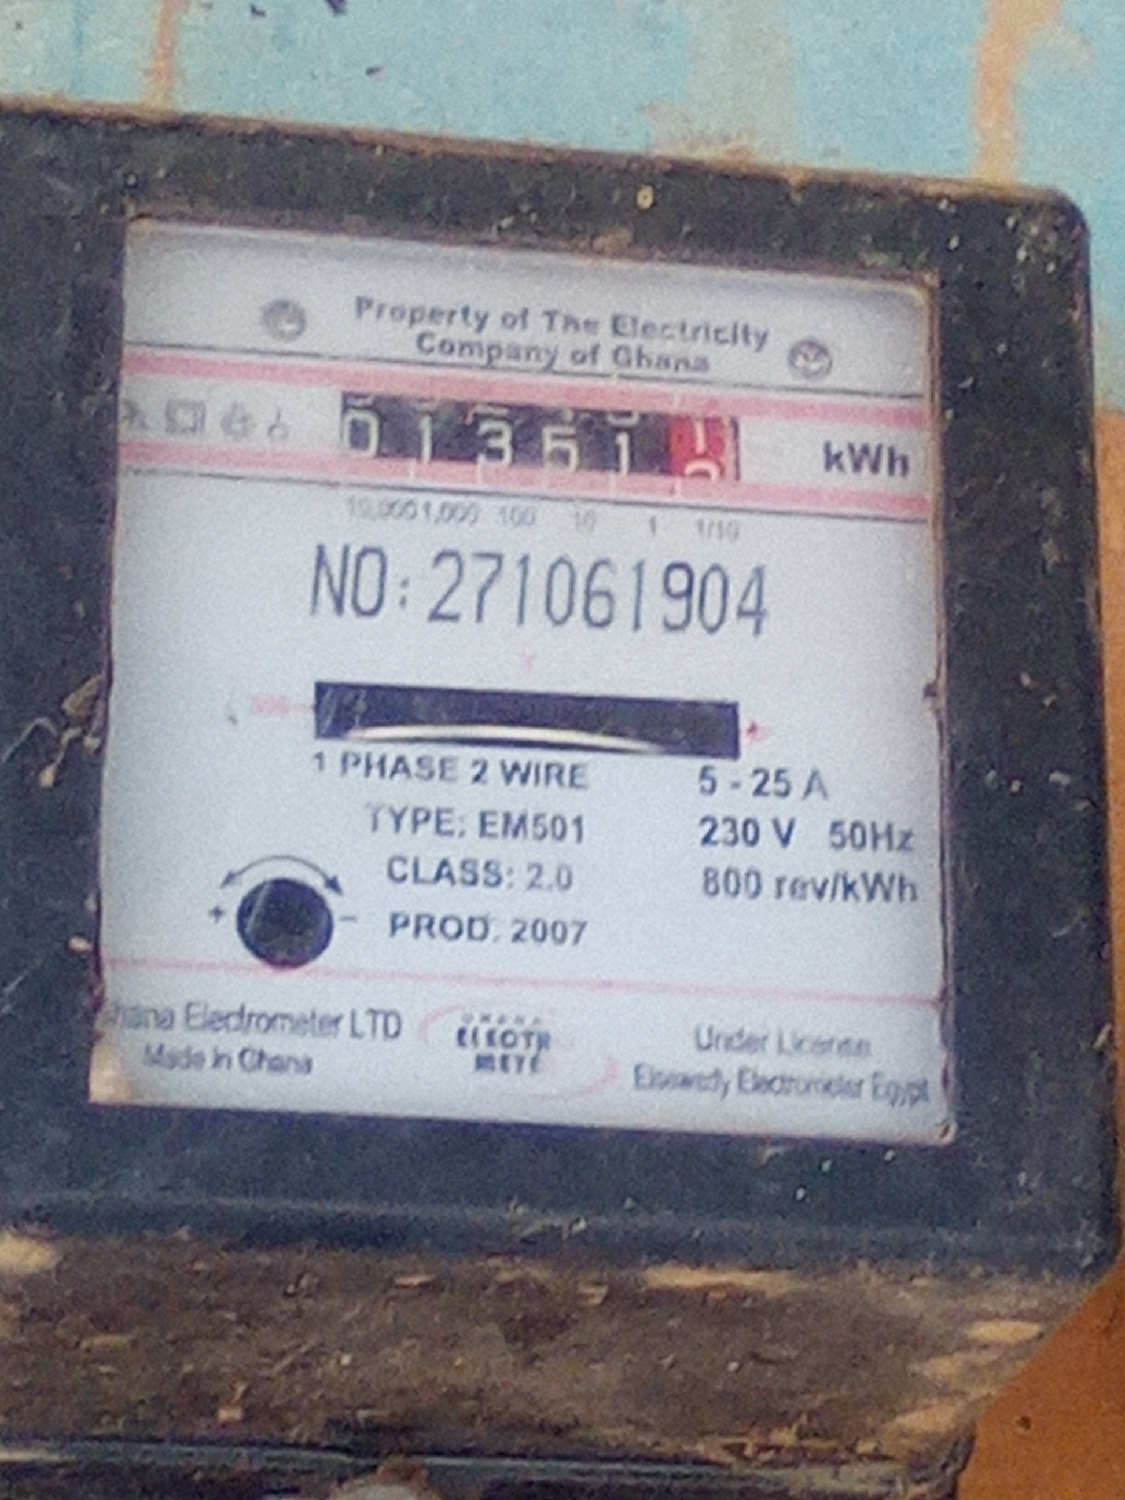 Property of The Electricity
Company of Ghana
01351 1 kWh
10,000 1,000 100 10 1 1/10
NO: 271061904
1 PHASE 2 WIRE 5 - 25 A
TYPE: EM501 230 V 50Hz
CLASS: 2.0 800 rev/kWh
+ - PROD. 2007
Ghana Electrometer LTD
Made in Ghana
Under License
Electrometer Egypt